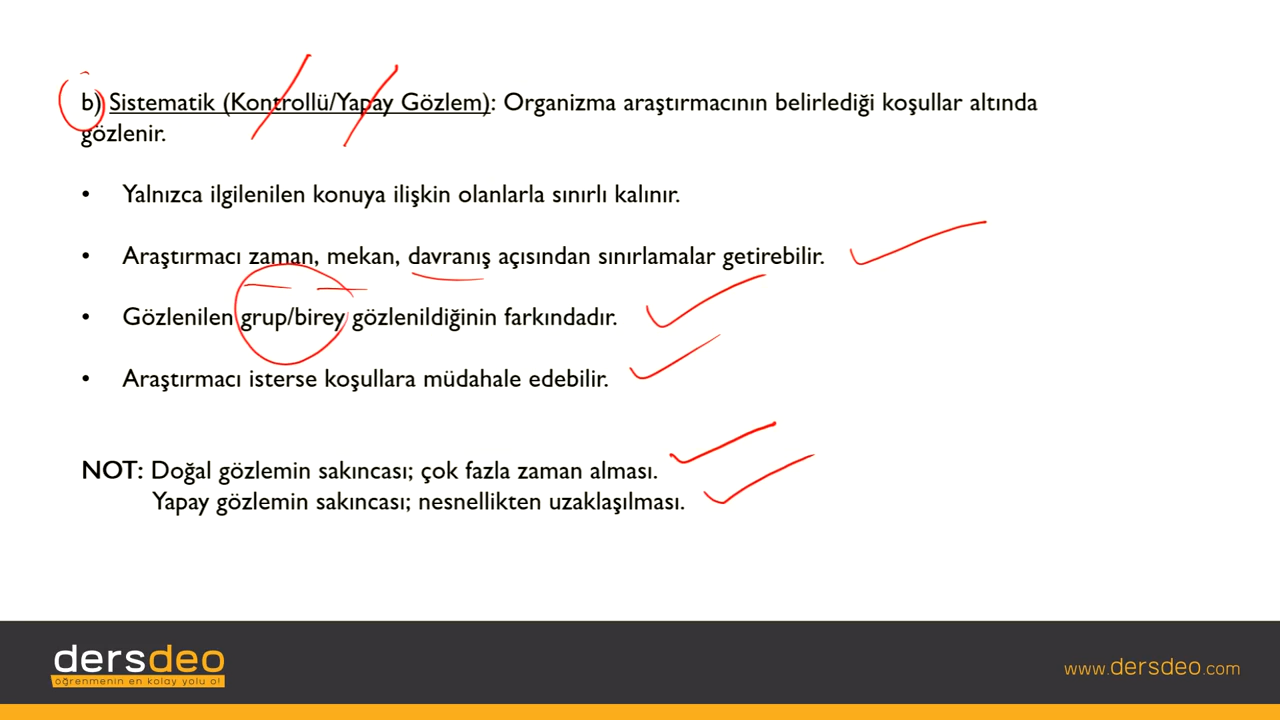 b) Sistematik (Kontrollü/Yapay Gözlem): Organizma araştırmacının belirlediği koşullar altında
gözlenir.
• Yalnızca ilgilenilen konuya ilişkin olanlarla sınırlı kalınır.
• Araştırmacı zaman, mekan, davranış açısından sınırlamalar getirebilir.
• Gözlenilen grup/birey gözlenildiğinin farkındadır.
• Araştırmacı isterse koşullara müdahale edebilir.
NOT: Doğal gözlemin sakıncası; çok fazla zaman alması.
Yapay gözlemin sakıncası; nesnellikten uzaklaşılması.
dersdeo
öğrenmenin en kolay yolu o!
www.dersdeo.com